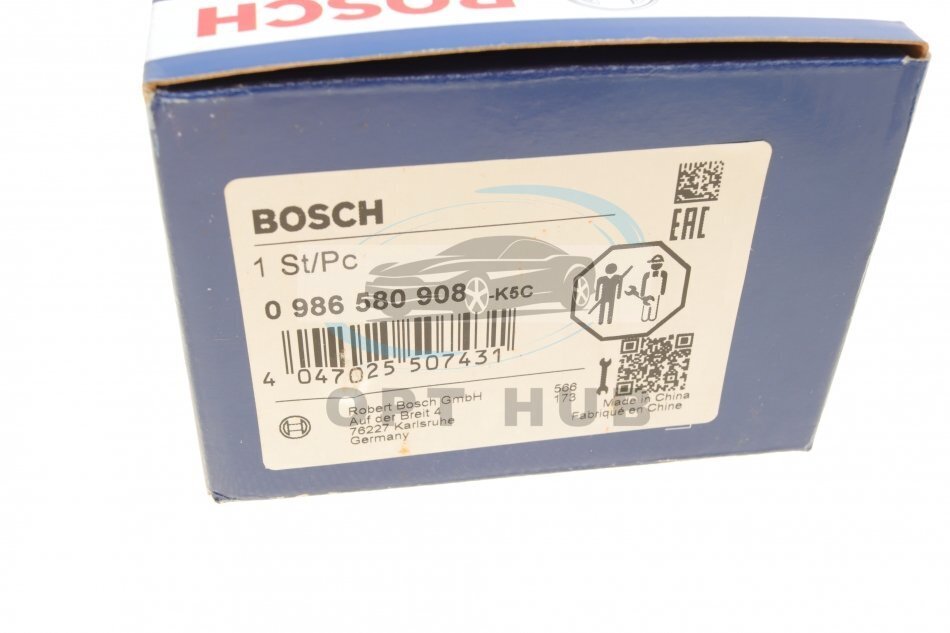 BOSCH
BOSCH
EAC
1 St/Pc
0 986 580 908 -K5C
4 047025 507431
Robert Bosch GmbH
Auf der Breit 4
76227 Karlsruhe
Germany
566
173
Made in China
Fabriqué en Chine
OPT HUB